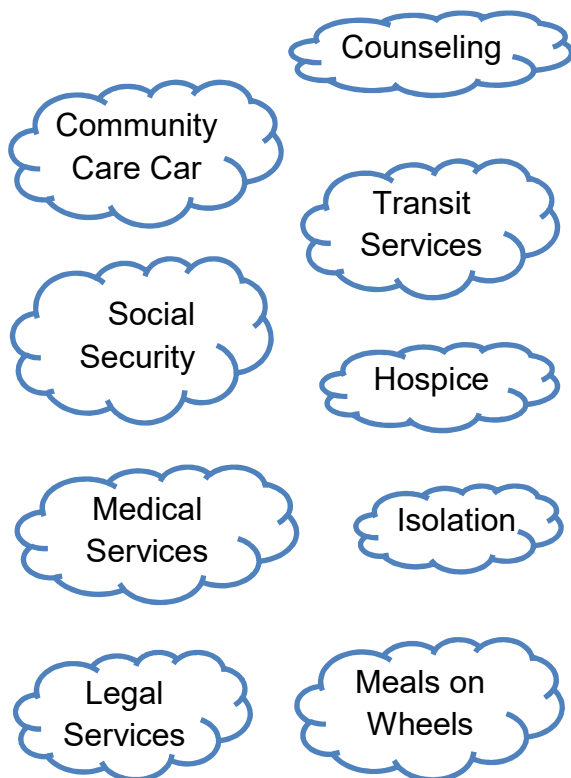 Counseling
Community
Care Car
Transit
Services
Social
Security
Hospice
Medical
Services
Isolation
Legal
Services
Meals on
Wheels